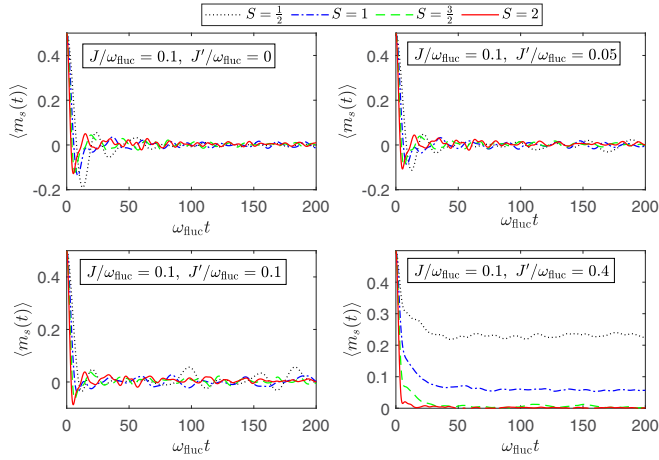 S = 1/2 S = 1 S = 3/2 S = 2
J/ω_fluc = 0.1, J′/ω_fluc = 0
⟨m_s(t)⟩
0.4
0.2
0
-0.2
0 50 100 150 200
ω_fluc t
J/ω_fluc = 0.1, J′/ω_fluc = 0.05
⟨m_s(t)⟩
0.4
0.2
0
-0.2
0 50 100 150 200
ω_fluc t
J/ω_fluc = 0.1, J′/ω_fluc = 0.1
⟨m_s(t)⟩
0.4
0.2
0
0 50 100 150 200
ω_fluc t
J/ω_fluc = 0.1, J′/ω_fluc = 0.4
⟨m_s(t)⟩
0.4
0.3
0.2
0.1
0
0 50 100 150 200
ω_fluc t